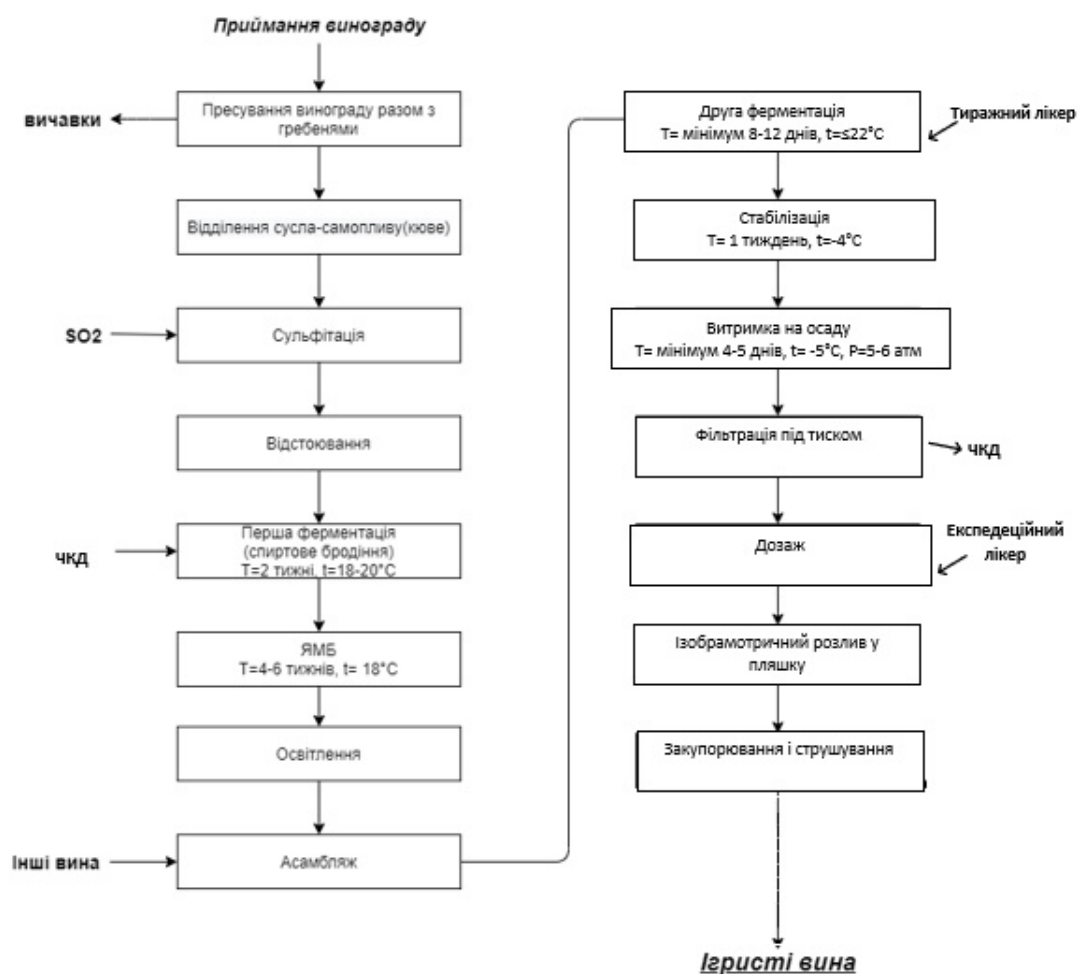 Приймання винограду
вичавки
Пресування винограду разом з
гребенями
Відділення сусла-самопливу(кюве)
SO2
Сульфітація
Відстоювання
чкд
Перша ферментація
(спиртове бродіння)
Т=2 тижні, t=18-20°C
ЯМБ
Т=4-6 тижнів, t= 18°C
Освітлення
Інші вина
Асамбляж
Друга ферментація
Т= мінімум 8-12 днів, t=≤22°C
Тиражний лікер
Стабілізація
Т= 1 тиждень, t=-4°C
Витримка на осаду
Т= мінімум 4-5 днів, t= -5°C, Р=5-6 атм
Фільтрація під тиском
чкд
Дозаж
Експедеційний
лікер
Ізобрамотричний розлив у
пляшку
Закупорювання і струшування
Ігристі вина